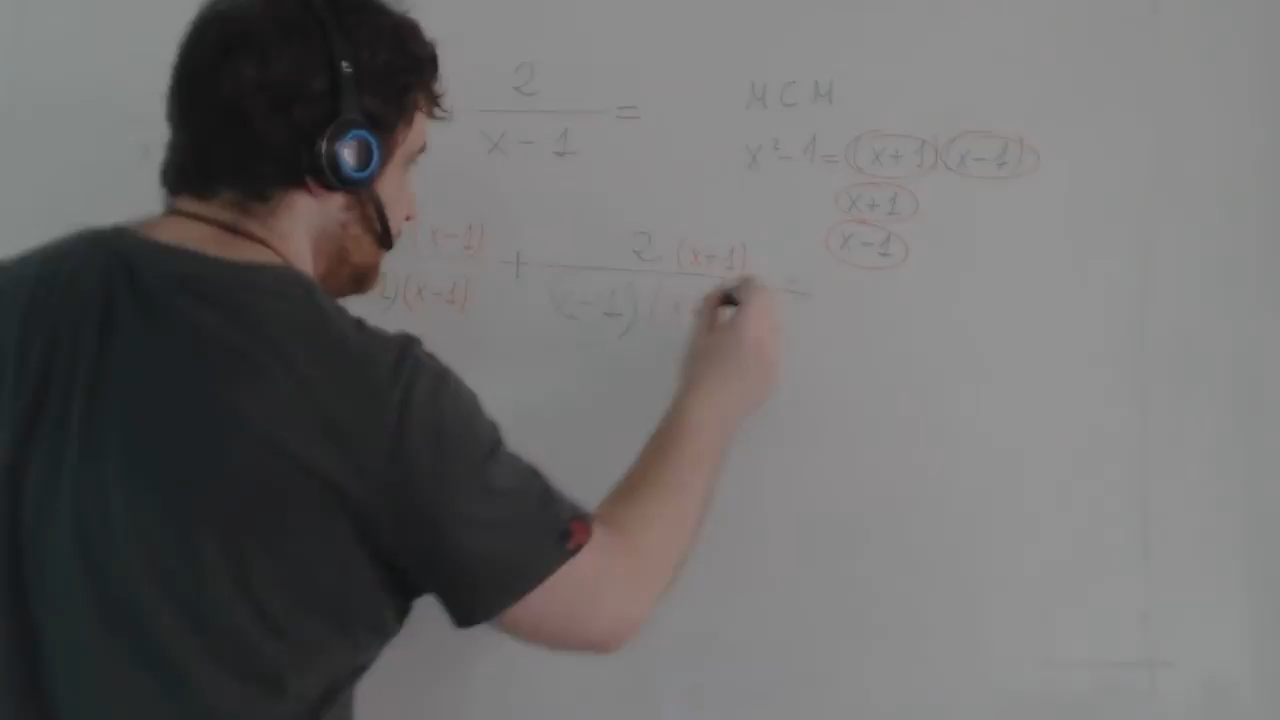 2
x-1 =
MCM
x²-1=(x+1)(x-1)
x+1
x-1
(x-1) + 2 (x+1)
)(x-1) (x-1)(x